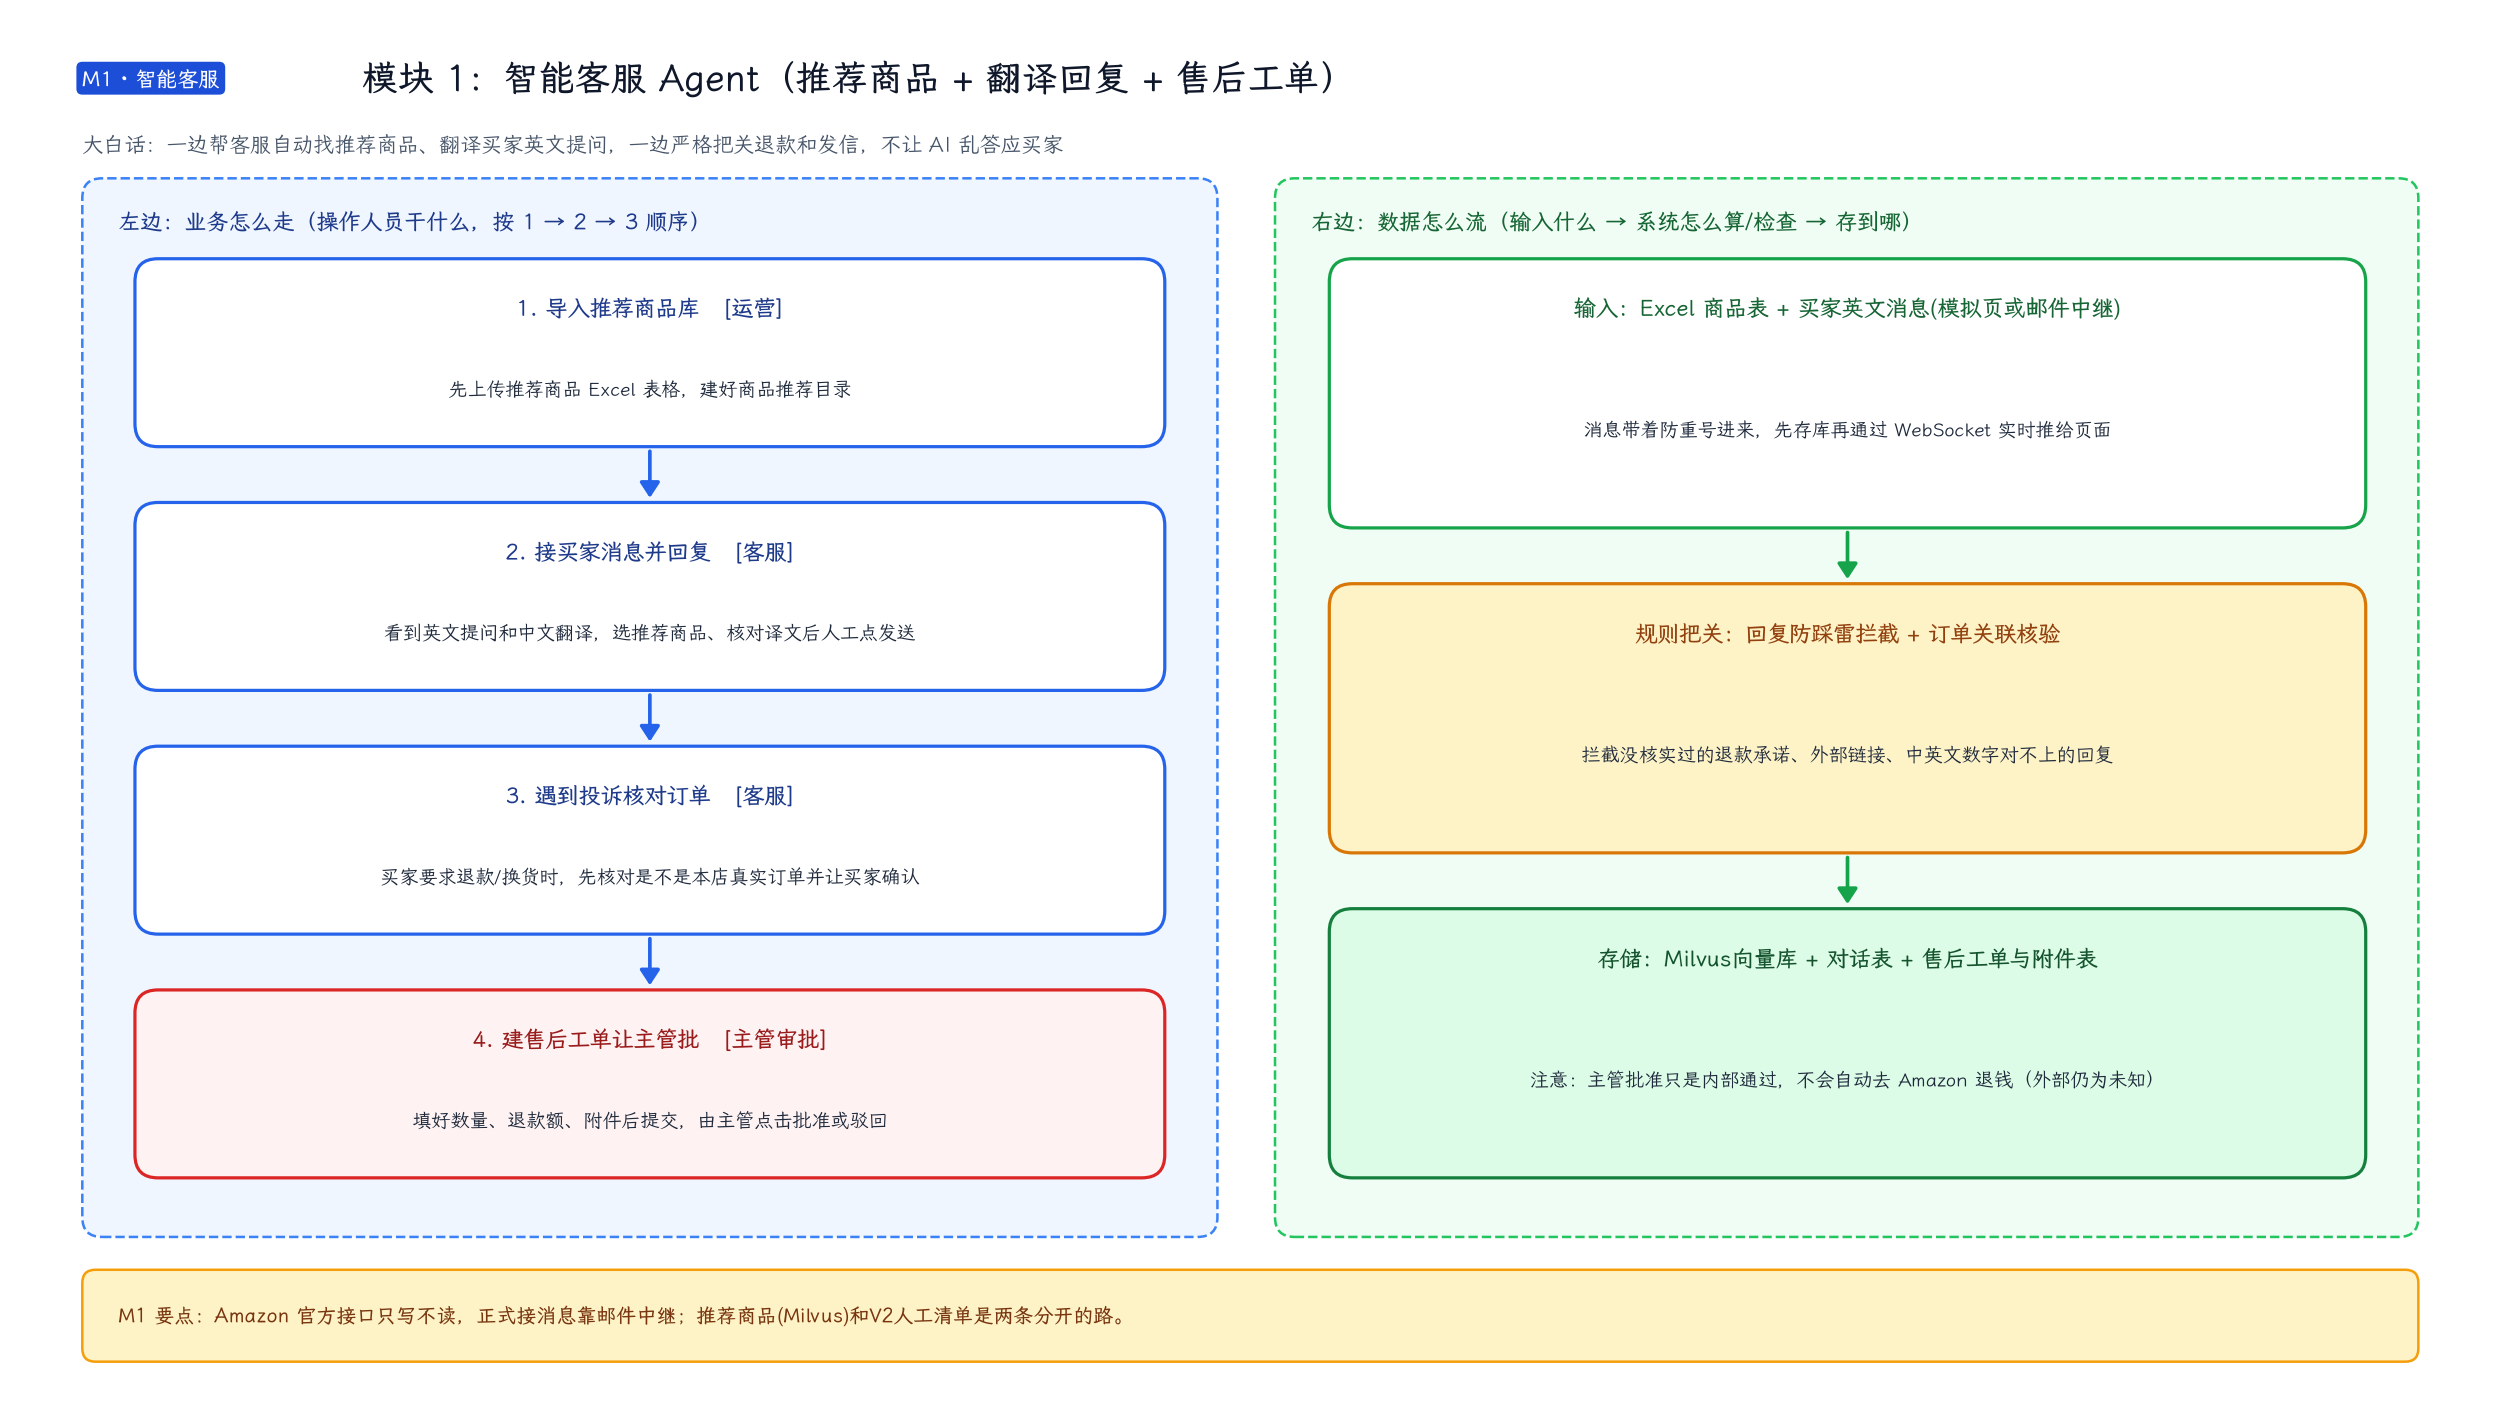 M1 · 智能客服
模块 1：智能客服 Agent（推荐商品 + 翻译回复 + 售后工单）
大白话：一边帮客服自动找推荐商品、翻译买家英文提问，一边严格把关退款和发信，不让 AI 乱答应买家
左边：业务怎么走（操作人员干什么，按 1 → 2 → 3 顺序）
1. 导入推荐商品库 [运营]
先上传推荐商品 Excel 表格，建好商品推荐目录
2. 接买家消息并回复 [客服]
看到英文提问和中文翻译，选推荐商品、核对译文后人工点发送
3. 遇到投诉核对订单 [客服]
买家要求退款/换货时，先核对是不是本店真实订单并让买家确认
4. 建售后工单让主管批 [主管审批]
填好数量、退款额、附件后提交，由主管点击批准或驳回
右边：数据怎么流（输入什么 → 系统怎么算/检查 → 存到哪）
输入：Excel 商品表 + 买家英文消息(模拟页或邮件中继)
消息带着防重号进来，先存库再通过 WebSocket 实时推给页面
规则把关：回复防踩雷拦截 + 订单关联核验
拦截没核实过的退款承诺、外部链接、中英文数字对不上的回复
存储：Milvus向量库 + 对话表 + 售后工单与附件表
注意：主管批准只是内部通过，不会自动去 Amazon 退钱（外部仍为未知）
M1 要点：Amazon 官方接口只写不读，正式接消息靠邮件中继；推荐商品(Milvus)和V2人工清单是两条分开的路。